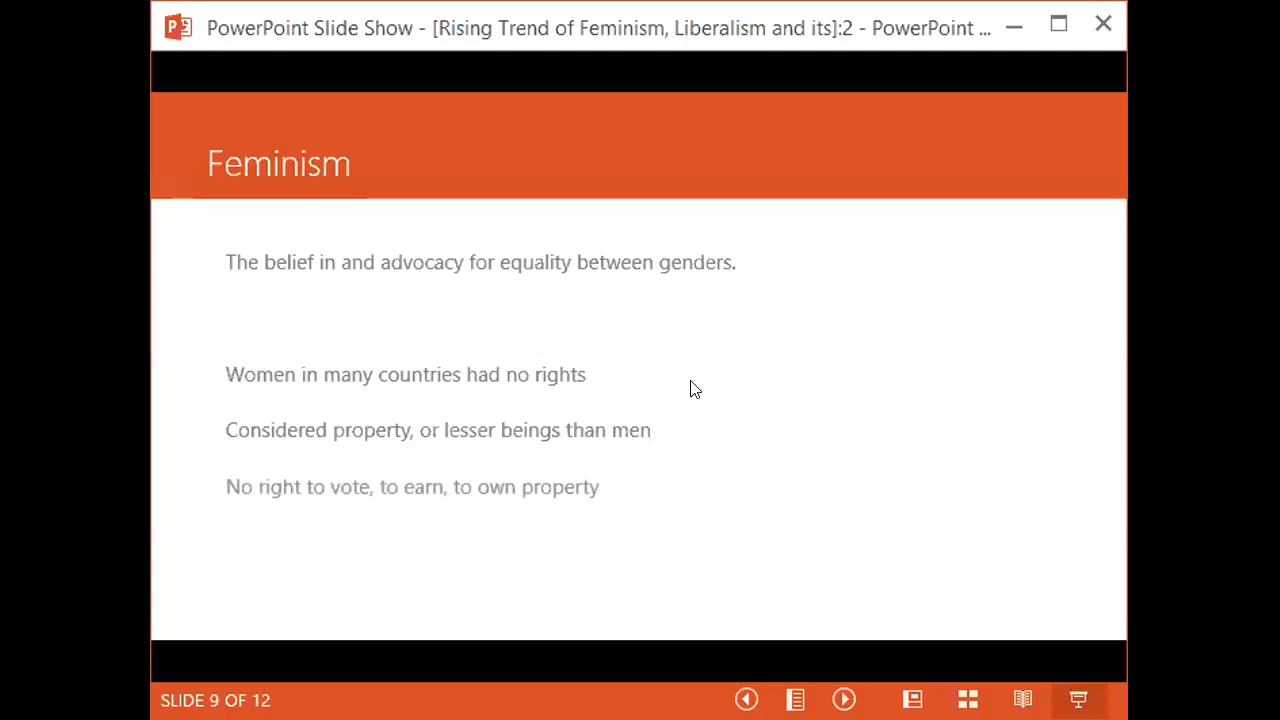 PowerPoint Slide Show - [Rising Trend of Feminism, Liberalism and its]:2 - PowerPoint ...
Feminism
The belief in and advocacy for equality between genders.
Women in many countries had no rights
Considered property, or lesser beings than men
No right to vote, to earn, to own property
SLIDE 9 OF 12